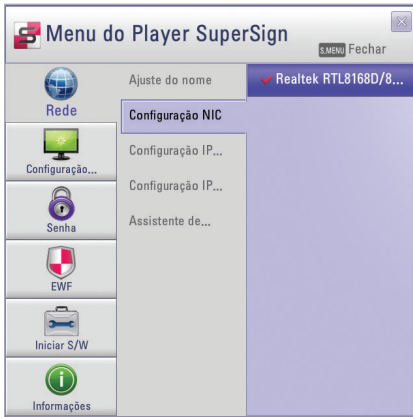 Menu do Player SuperSign
S.MENU Fechar
Rede
Configuração...
Senha
EWF
Iniciar S/W
Informações
Ajuste do nome
Configuração NIC
Configuração IP...
Configuração IP...
Assistente de...
Realtek RTL8168D/8...